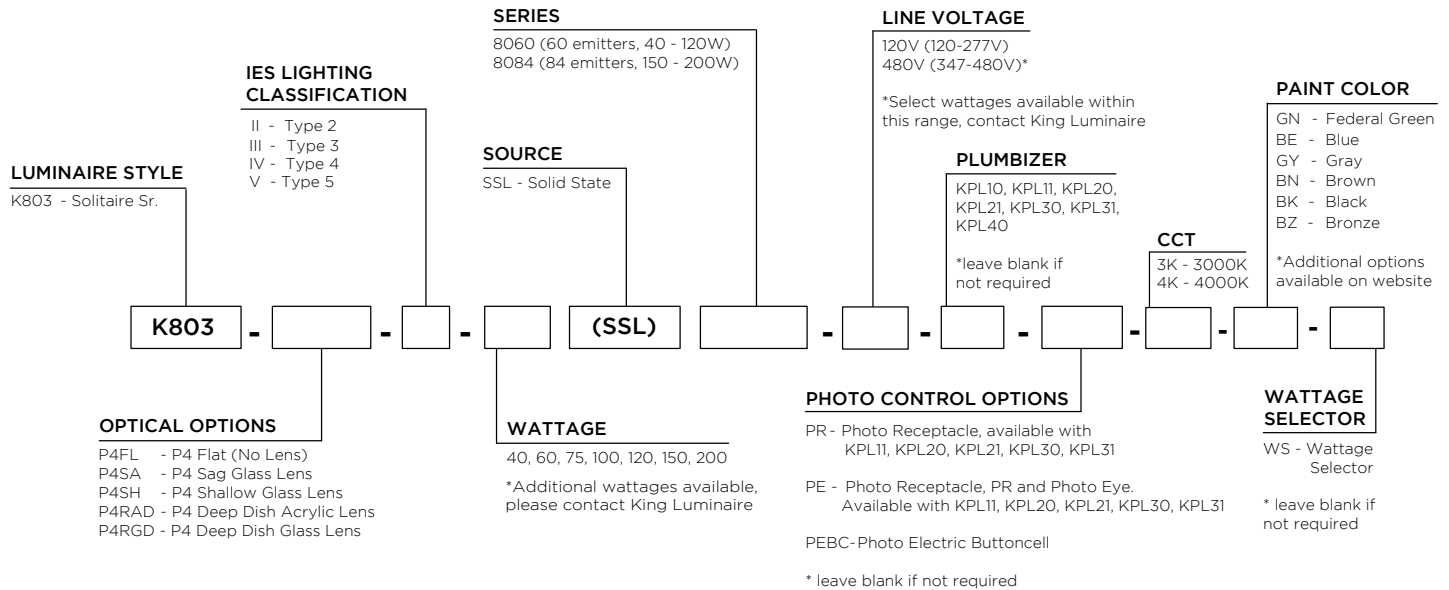 SERIES
8060 (60 emitters, 40 - 120W)
8084 (84 emitters, 150 - 200W)
LINE VOLTAGE
120V (120-277V)
480V (347-480V)*
*Select wattages available within
this range, contact King Luminaire
IES LIGHTING
CLASSIFICATION
II - Type 2
III - Type 3
IV - Type 4
V - Type 5
PAINT COLOR
GN - Federal Green
BE - Blue
GY - Gray
BN - Brown
BK - Black
BZ - Bronze
*Additional options
available on website
LUMINAIRE STYLE
K803 - Solitaire Sr.
SOURCE
SSL - Solid State
PLUMBIZER
KPL10, KPL11, KPL20,
KPL21, KPL30, KPL31,
KPL40
*leave blank if
not required
CCT
3K - 3000K
4K - 4000K
K803 - - - (SSL) - - - - -
OPTICAL OPTIONS
P4FL - P4 Flat (No Lens)
P4SA - P4 Sag Glass Lens
P4SH - P4 Shallow Glass Lens
P4RAD - P4 Deep Dish Acrylic Lens
P4RGD - P4 Deep Dish Glass Lens
WATTAGE
40, 60, 75, 100, 120, 150, 200
*Additional wattages available,
please contact King Luminaire
PHOTO CONTROL OPTIONS
PR - Photo Receptacle, available with
KPL11, KPL20, KPL21, KPL30, KPL31
PE - Photo Receptacle, PR and Photo Eye.
Available with KPL11, KPL20, KPL21, KPL30, KPL31
PEBC-Photo Electric Buttoncell
* leave blank if not required
WATTAGE
SELECTOR
WS - Wattage
Selector
* leave blank if
not required